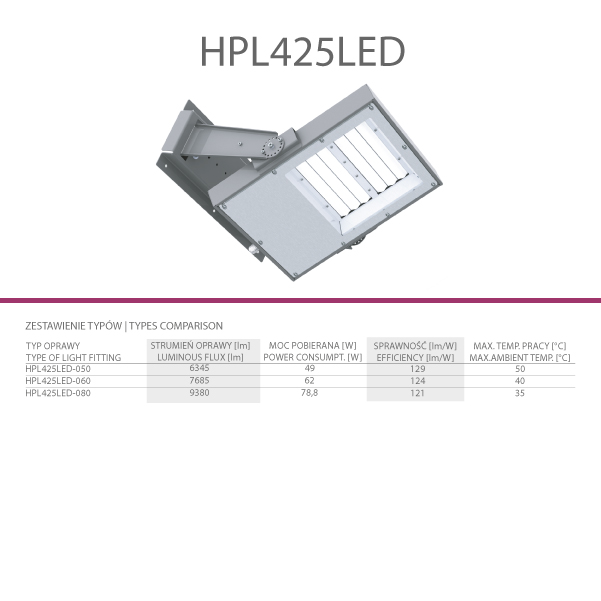 HPL425LED
ZESTAWIENIE TYPÓW | TYPES COMPARISON
TYP OPRAWY STRUMIEŃ OPRAWY [lm] MOC POBIERANA [W] SPRAWNOŚĆ [lm/W] MAX. TEMP. PRACY [°C]
TYPE OF LIGHT FITTING LUMINOUS FLUX [lm] POWER CONSUMPT. [W] EFFICIENCY [lm/W] MAX.AMBIENT TEMP. [°C]
HPL425LED-050 6345 49 129 50
HPL425LED-060 7685 62 124 40
HPL425LED-080 9380 78,8 121 35